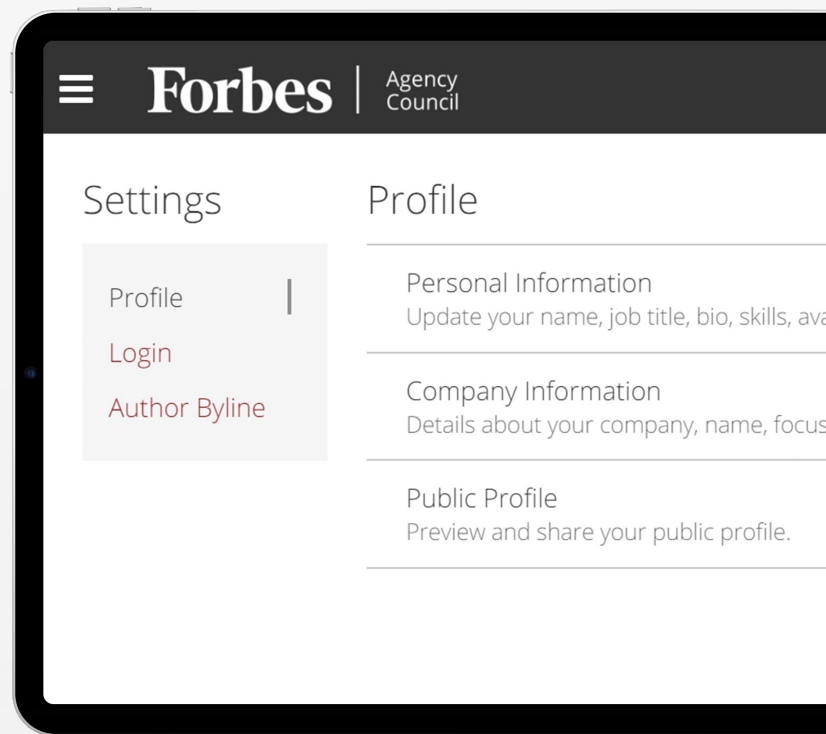 Forbes
Agency
Council
Settings
Profile
Login
Author Byline
Profile
Personal Information
Update your name, job title, bio, skills,
Company Information
Details about your company, name,
Public Profile
Preview and share your public profile.